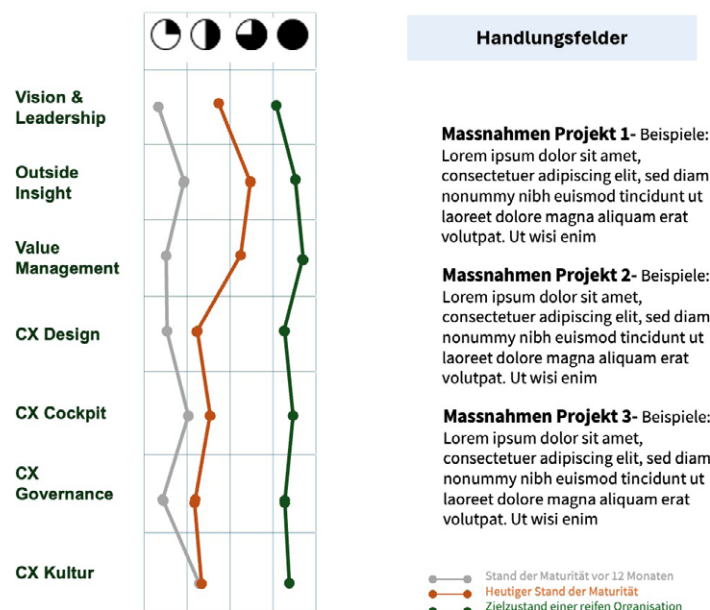 Handlungsfelder
Vision &
Leadership
Outside
Insight
Value
Management
CX Design
CX Cockpit
CX
Governance
CX Kultur
Massnahmen Projekt 1- Beispiele:
Lorem ipsum dolor sit amet,
consectetuer adipiscing elit, sed diam
nonummy nibh euismod tincidunt ut
laoreet dolore magna aliquam erat
volutpat. Ut wisi enim
Massnahmen Projekt 2- Beispiele:
Lorem ipsum dolor sit amet,
consectetuer adipiscing elit, sed diam
nonummy nibh euismod tincidunt ut
laoreet dolore magna aliquam erat
volutpat. Ut wisi enim
Massnahmen Projekt 3- Beispiele:
Lorem ipsum dolor sit amet,
consectetuer adipiscing elit, sed diam
nonummy nibh euismod tincidunt ut
laoreet dolore magna aliquam erat
volutpat. Ut wisi enim
Stand der Maturität vor 12 Monaten
Heutiger Stand der Maturität
Zielzustand einer reifen Organisation